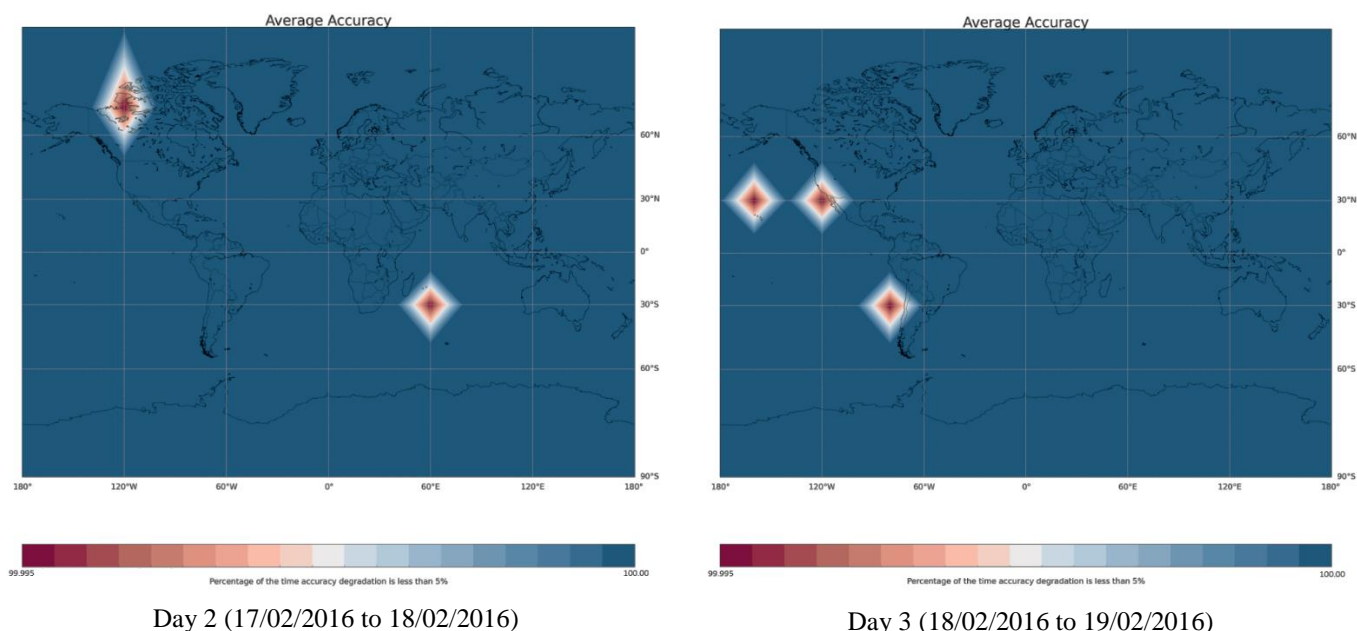 Average Accuracy
60°N
30°N
0°
30°S
60°S
90°S
180°
120°W
60°W
0°
60°E
120°E
180°
99.995
100.00
Percentage of the time accuracy degradation is less than 5%
Day 2 (17/02/2016 to 18/02/2016)
Average Accuracy
60°N
30°N
0°
30°S
60°S
90°S
180°
120°W
60°W
0°
60°E
120°E
180°
99.995
100.00
Percentage of the time accuracy degradation is less than 5%
Day 3 (18/02/2016 to 19/02/2016)